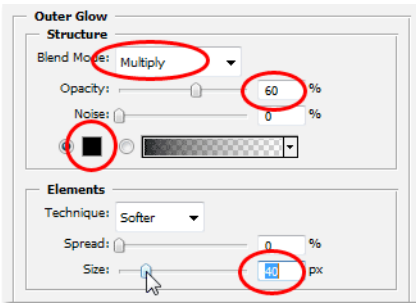 Outer Glow
Structure
Blend Mode: Multiply
Opacity: 60 %
Noise: 0 %
Elements
Technique: Softer
Spread: 0 %
Size: 40 px